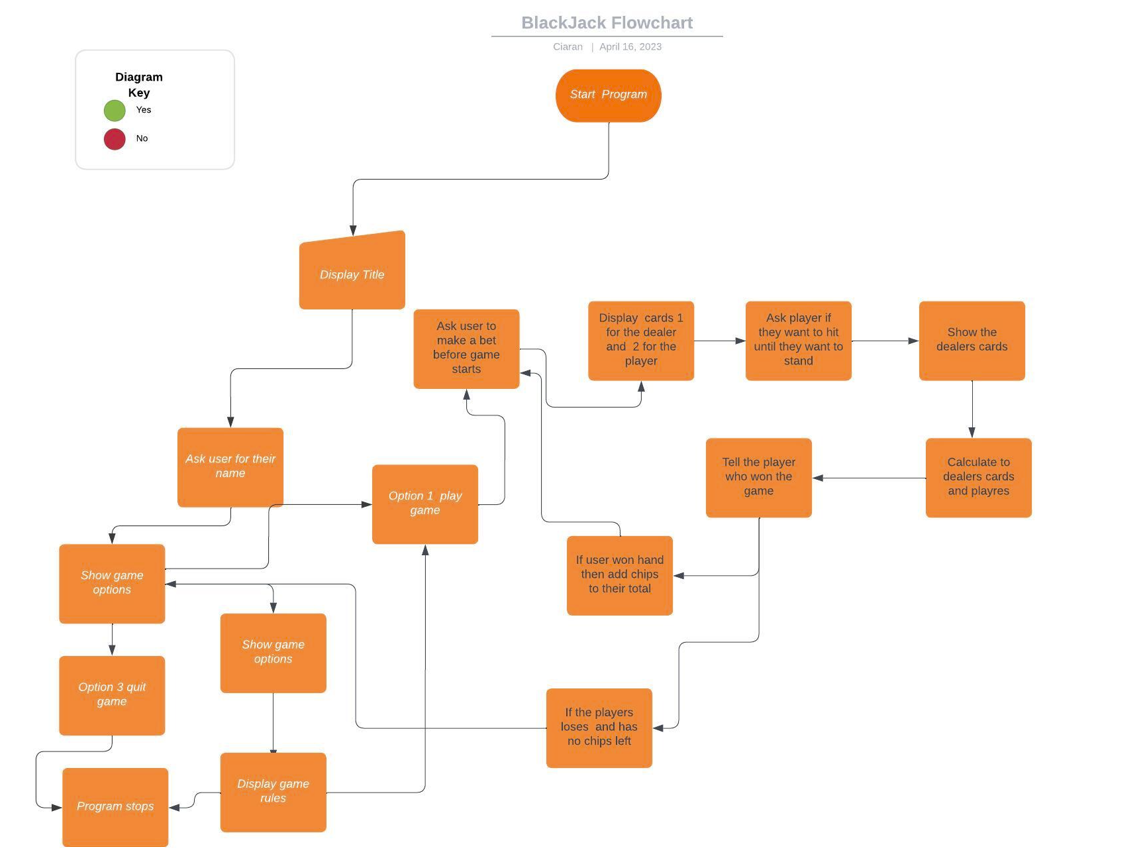 BlackJack Flowchart
Ciaran | April 16, 2023
Diagram
Key
Yes
No
Start Program
Display Title
Ask user to
make a bet
before game
starts
Display cards 1
for the dealer
and 2 for the
player
Ask player if
they want to hit
until they want to
stand
Show the
dealers cards
Ask user for their
name
Option 1 play
game
Tell the player
who won the
game
Calculate to
dealers cards
and playres
Show game
options
If user won hand
then add chips
to their total
Show game
options
Option 3 quit
game
If the players
loses and has
no chips left
Display game
rules
Program stops